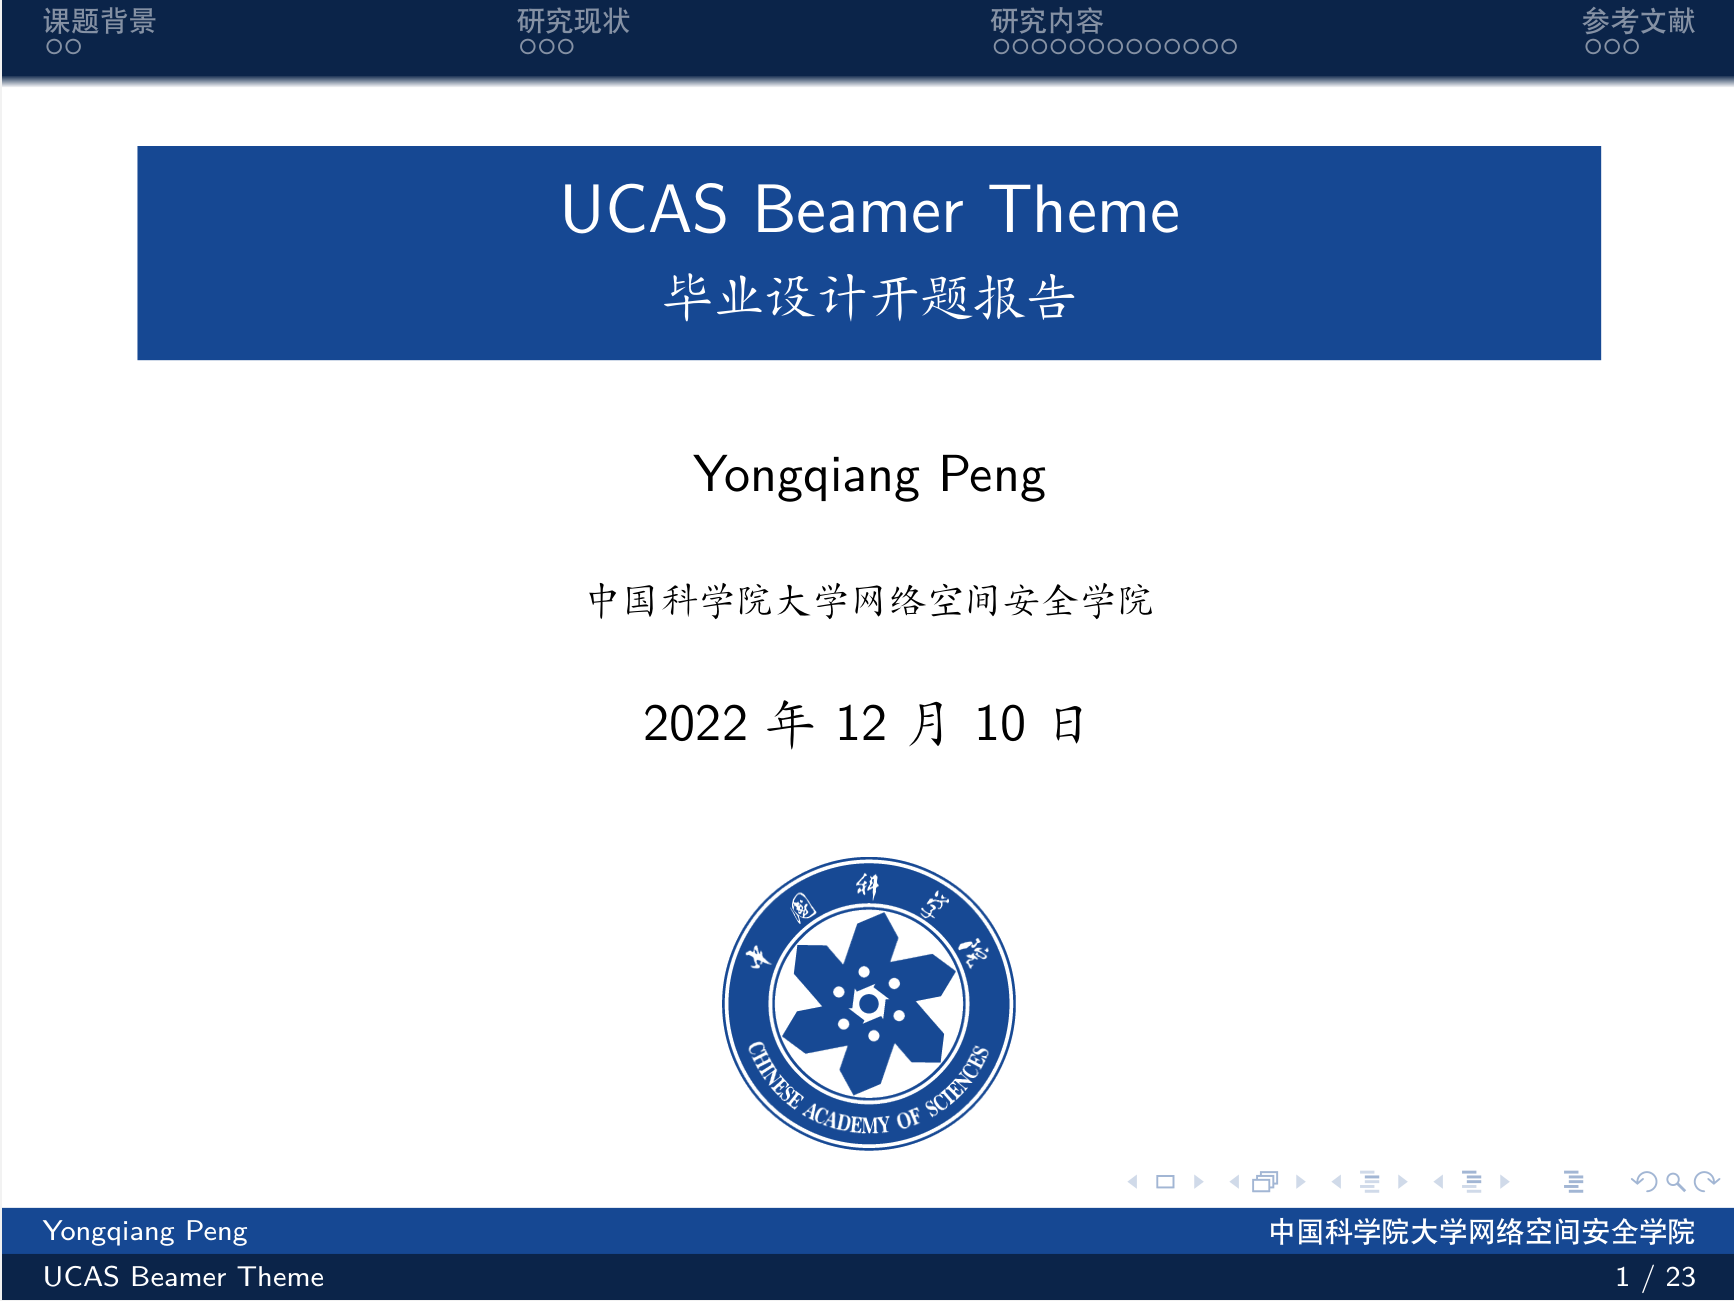 课题背景 研究现状 研究内容 参考文献
UCAS Beamer Theme
毕业设计开题报告
Yongqiang Peng
中国科学院大学网络空间安全学院
2022 年 12 月 10 日
中国科学院
CHINESE ACADEMY OF SCIENCES
Yongqiang Peng 中国科学院大学网络空间安全学院
UCAS Beamer Theme 1 / 23